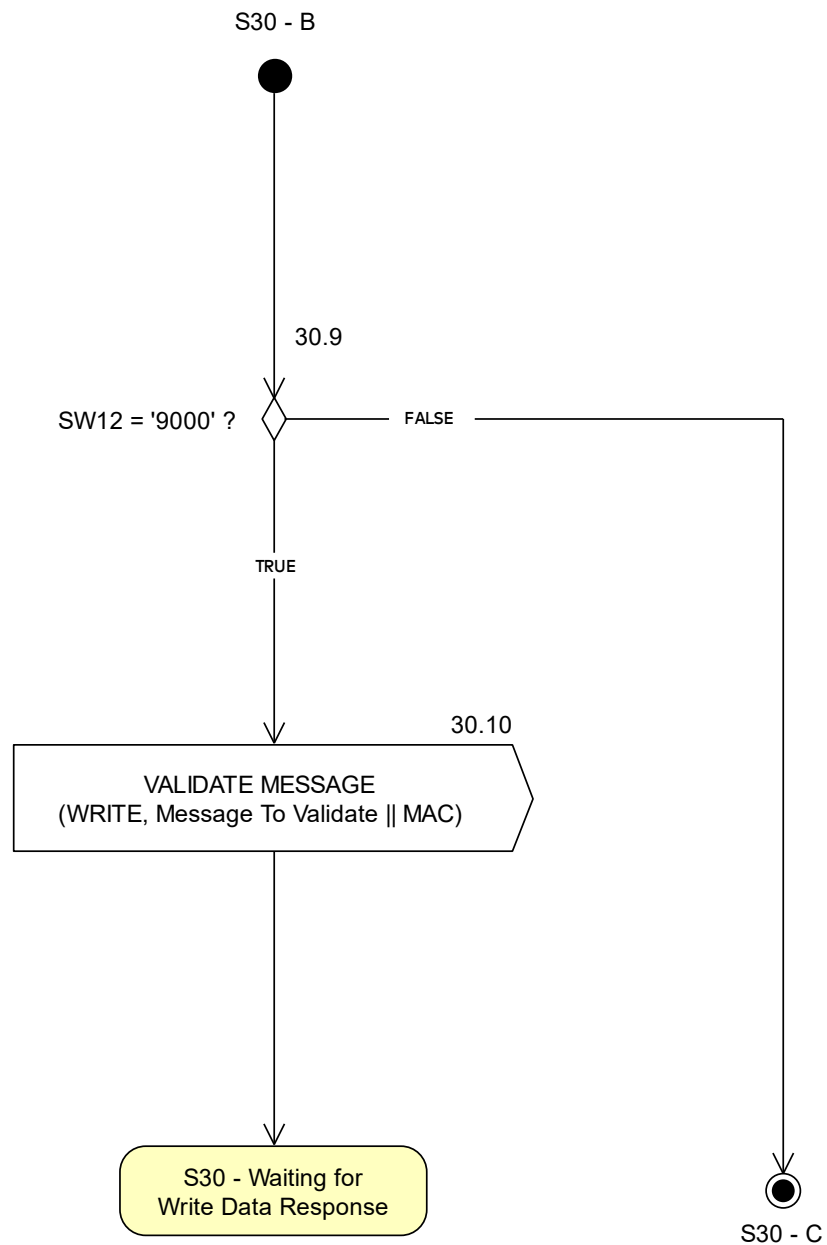 S30 - B
30.9
SW12 = '9000' ?
FALSE
TRUE
30.10
VALIDATE MESSAGE
(WRITE, Message To Validate || MAC)
S30 - Waiting for
Write Data Response
S30 - C